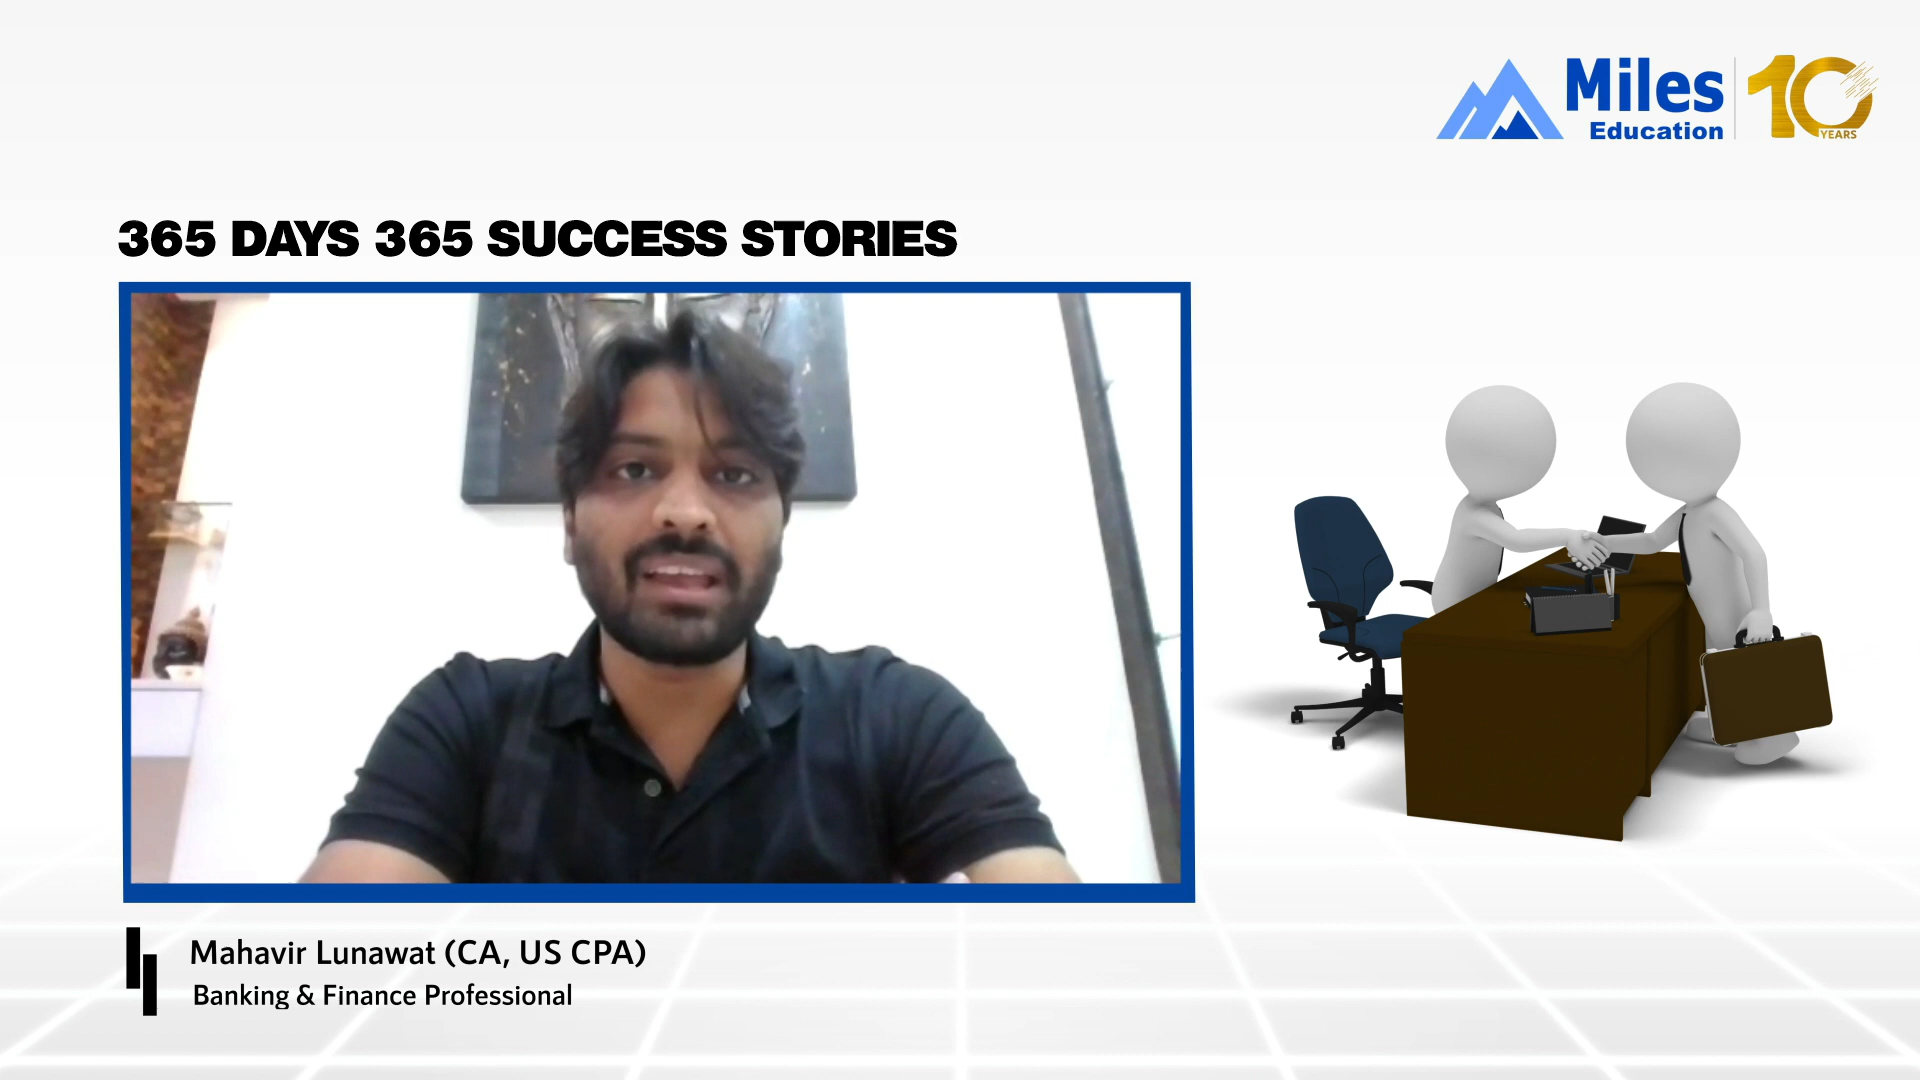 Miles
Education
10
YEARS
365 DAYS 365 SUCCESS STORIES
Mahavir Lunawat (CA, US CPA)
Banking & Finance Professional